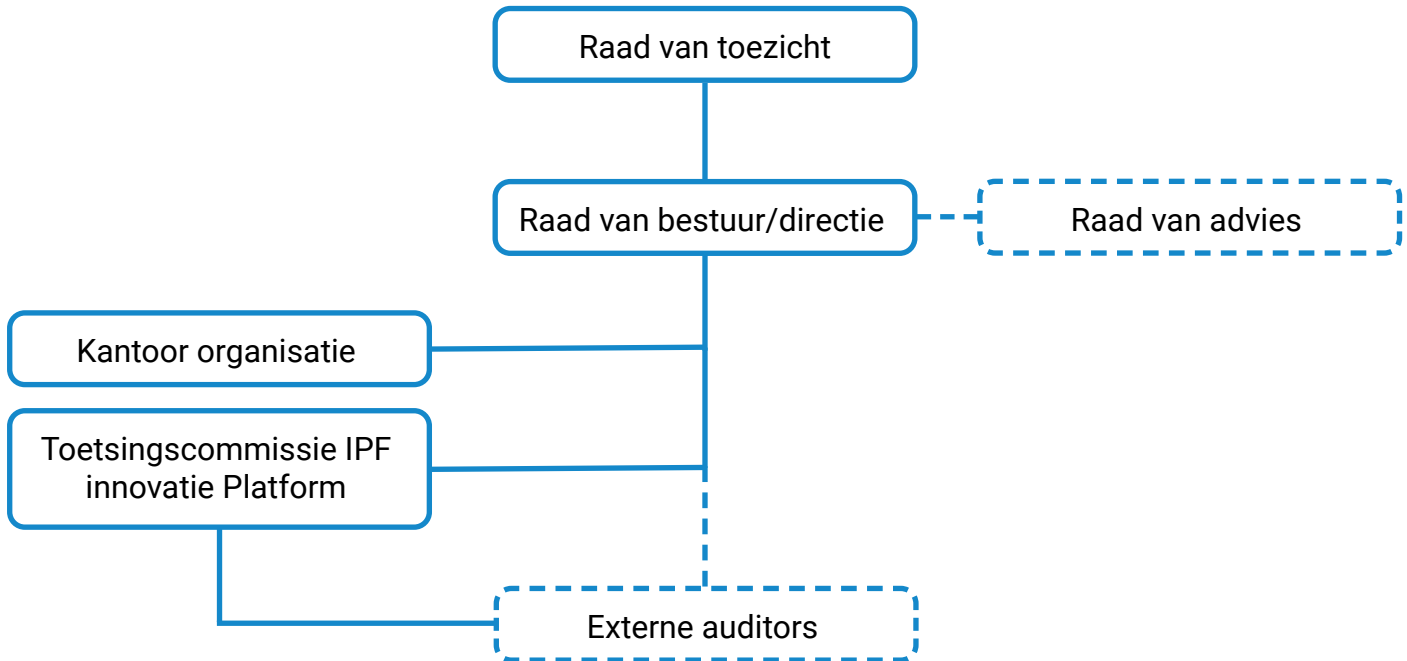 Raad van toezicht
Raad van bestuur/directie
Raad van advies
Kantoor organisatie
Toetsingscommissie IPF
innovatie Platform
Externe auditors